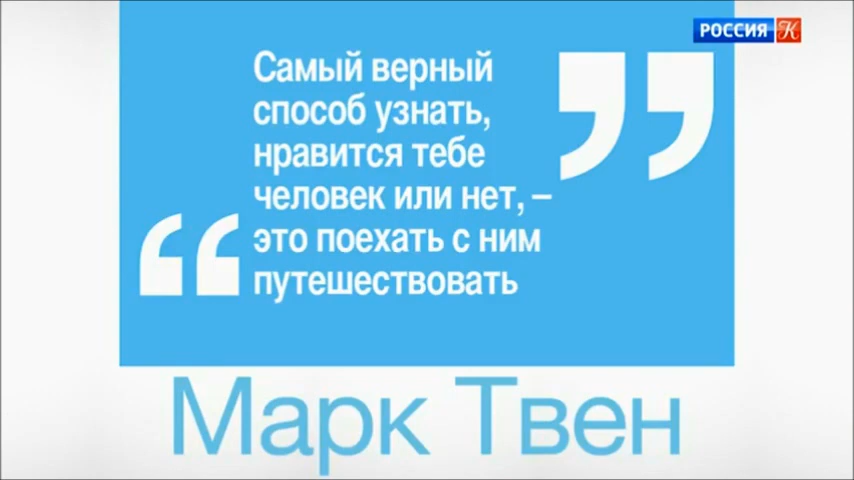 РОССИЯ К
Самый верный
способ узнать,
нравится тебе
человек или нет, –
это поехать с ним
путешествовать
Марк Твен